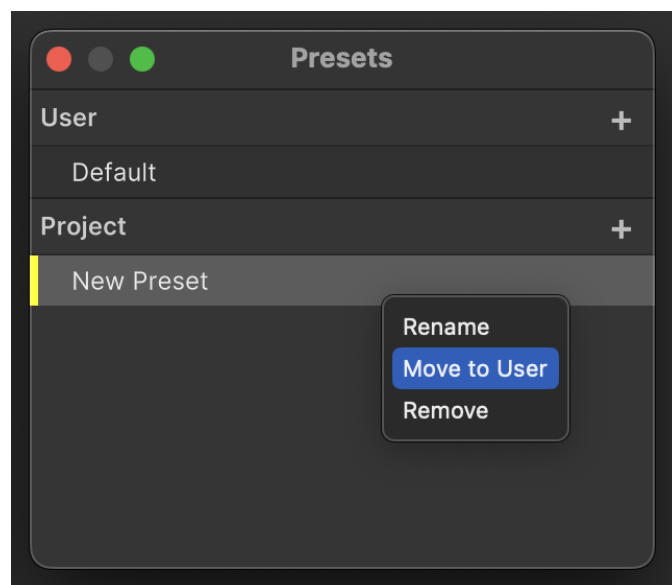 Presets
User
+
Default
Project
+
New Preset
Rename
Move to User
Remove